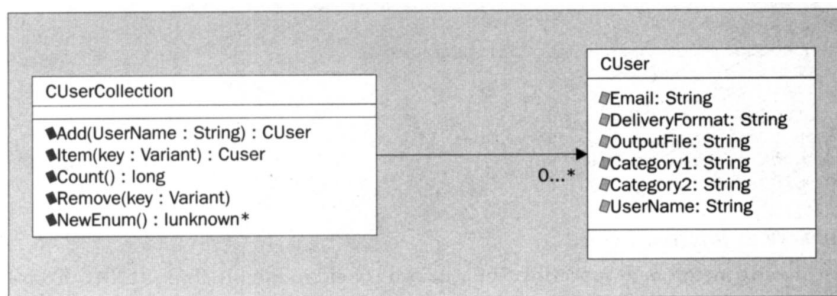 CUserCollection
Add(UserName : String) : CUser
Item(key : Variant) : Cuser
Count() : long
Remove(key : Variant)
NewEnum() : Iunknown*
0...*
CUser
Email: String
DeliveryFormat: String
OutputFile: String
Category1: String
Category2: String
UserName: String